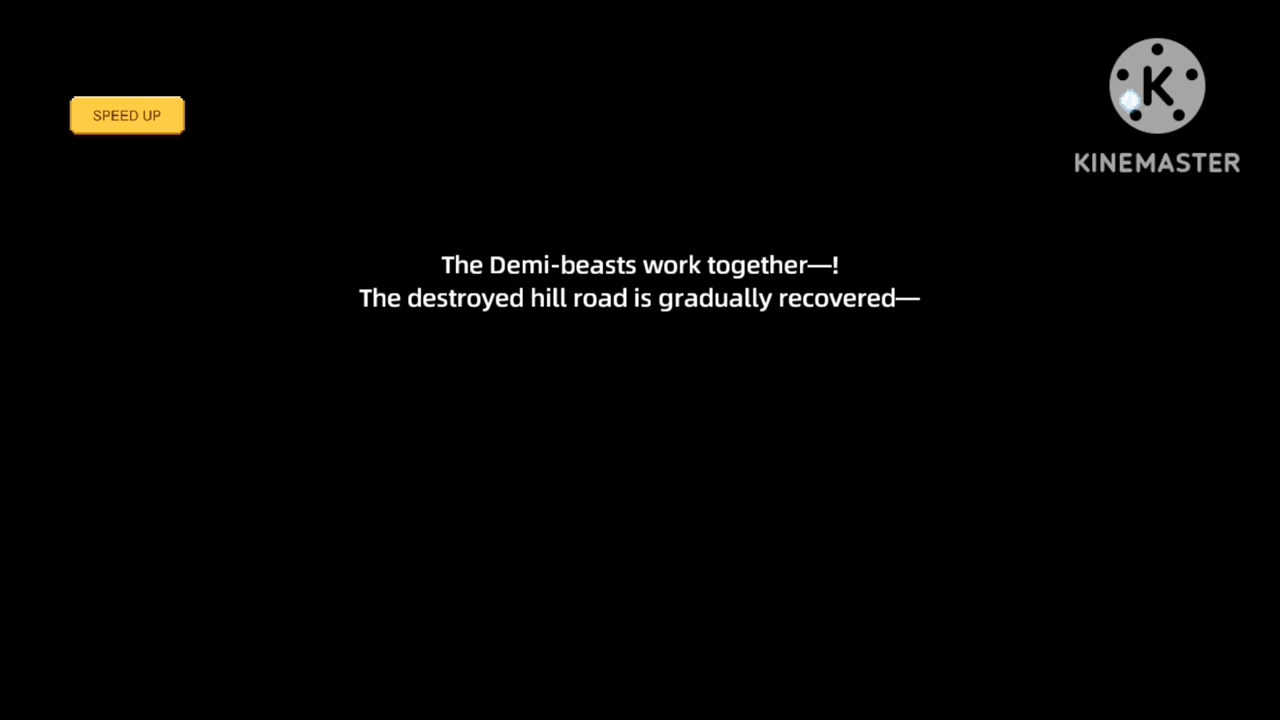 SPEED UP
K
KINEMASTER
The Demi-beasts work together—!
The destroyed hill road is gradually recovered—